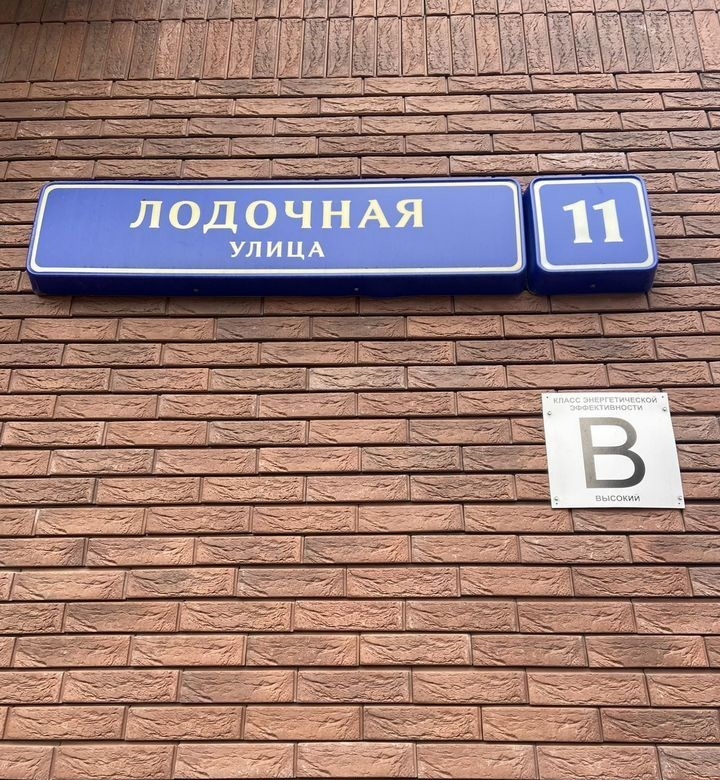 ЛОДОЧНАЯ
УЛИЦА
11
КЛАСС ЭНЕРГЕТИЧЕСКОЙ
ЭФФЕКТИВНОСТИ
В
ВЫСОКИЙ